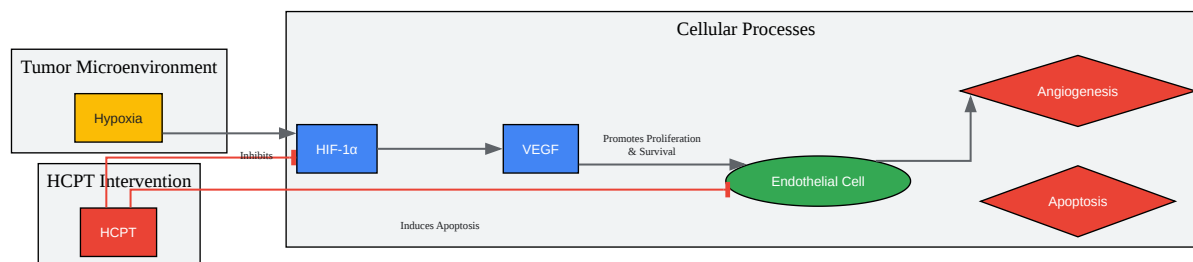 Cellular Processes
Tumor Microenvironment
Hypoxia
HIF-1α
VEGF
Promotes Proliferation
& Survival
Endothelial Cell
Angiogenesis
Apoptosis
Inhibits
HCPT Intervention
HCPT
Induces Apoptosis